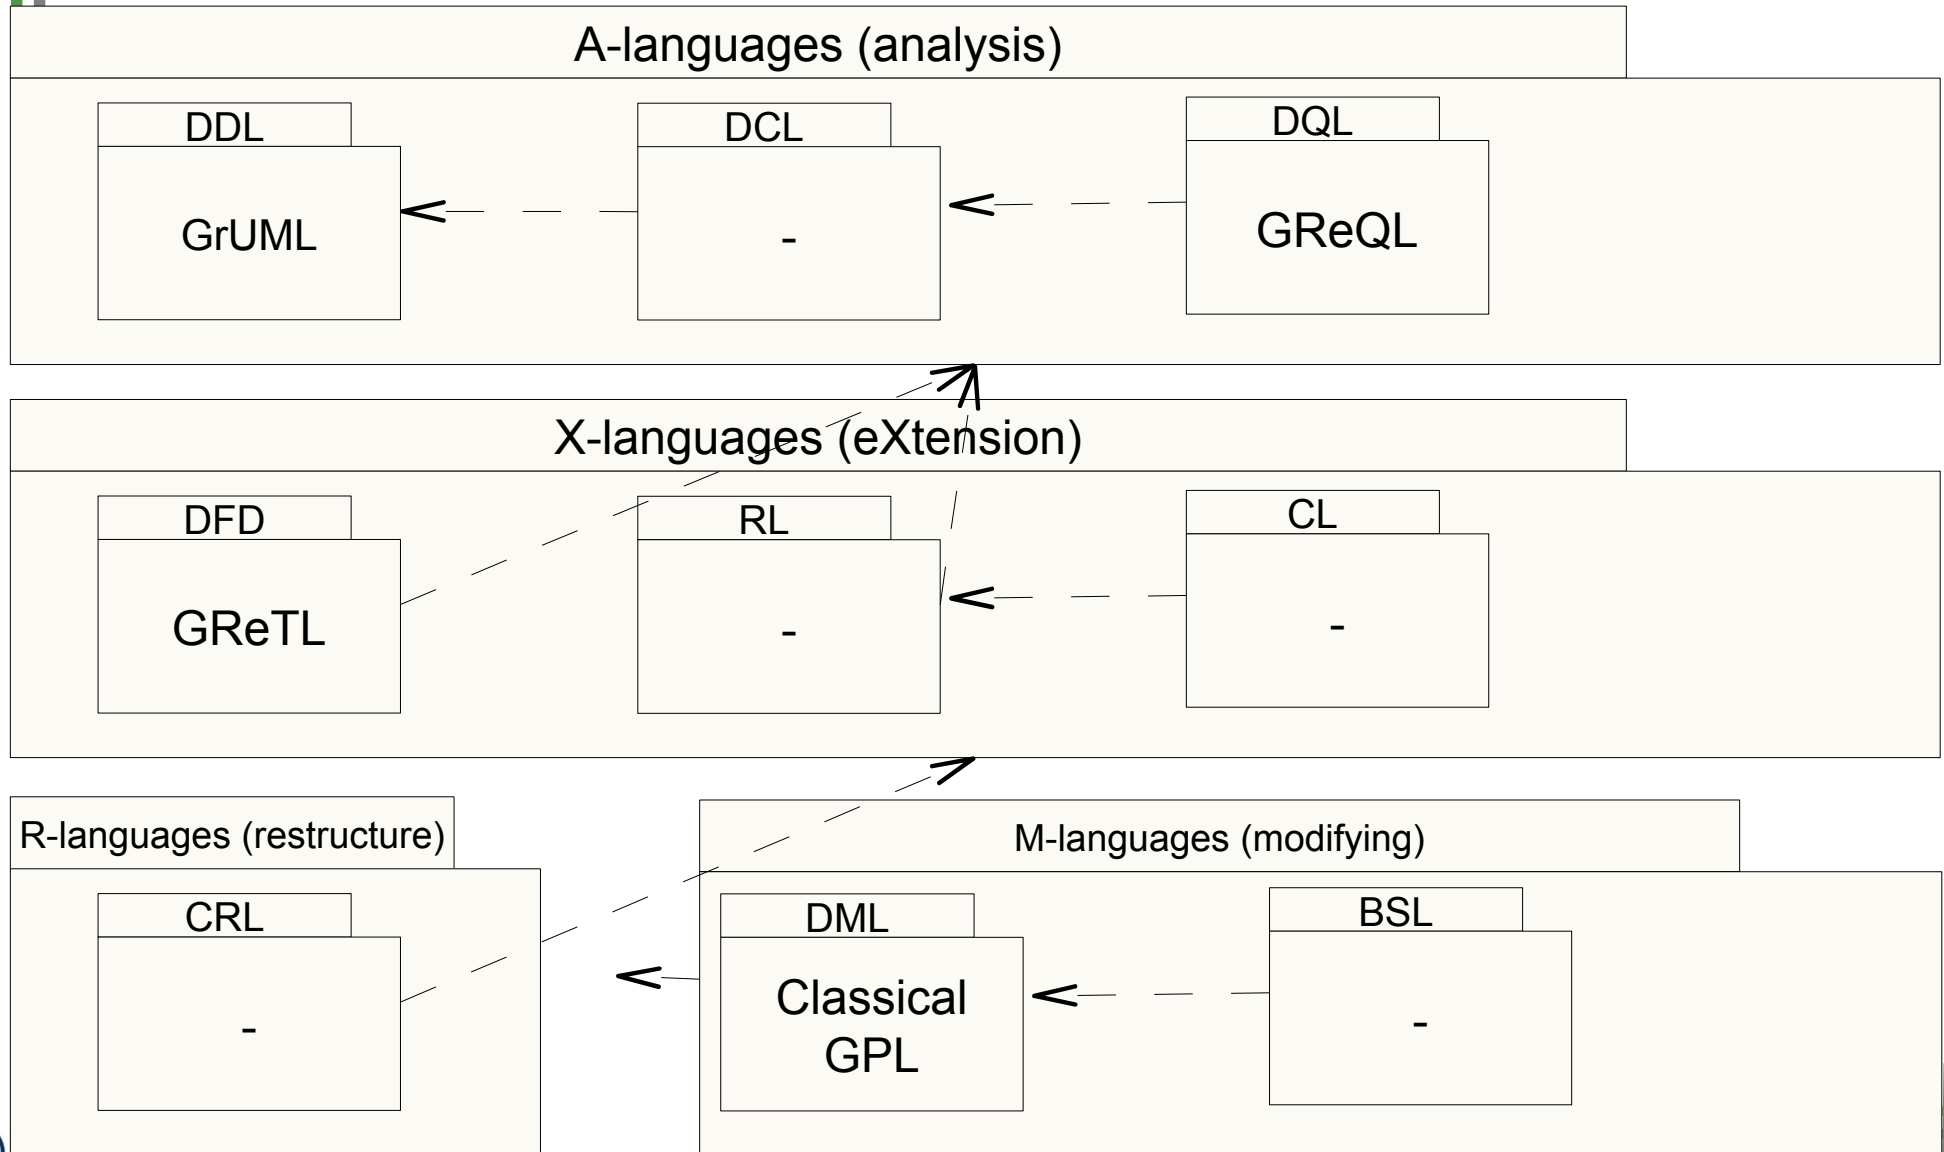 A-languages (analysis)
DDL
DCL
DQL
GrUML
-
GReQL
X-languages (eXtension)
DFD
RL
CL
GReTL
-
-
R-languages (restructure)
M-languages (modifying)
CRL
DML
BSL
-
Classical
GPL
-